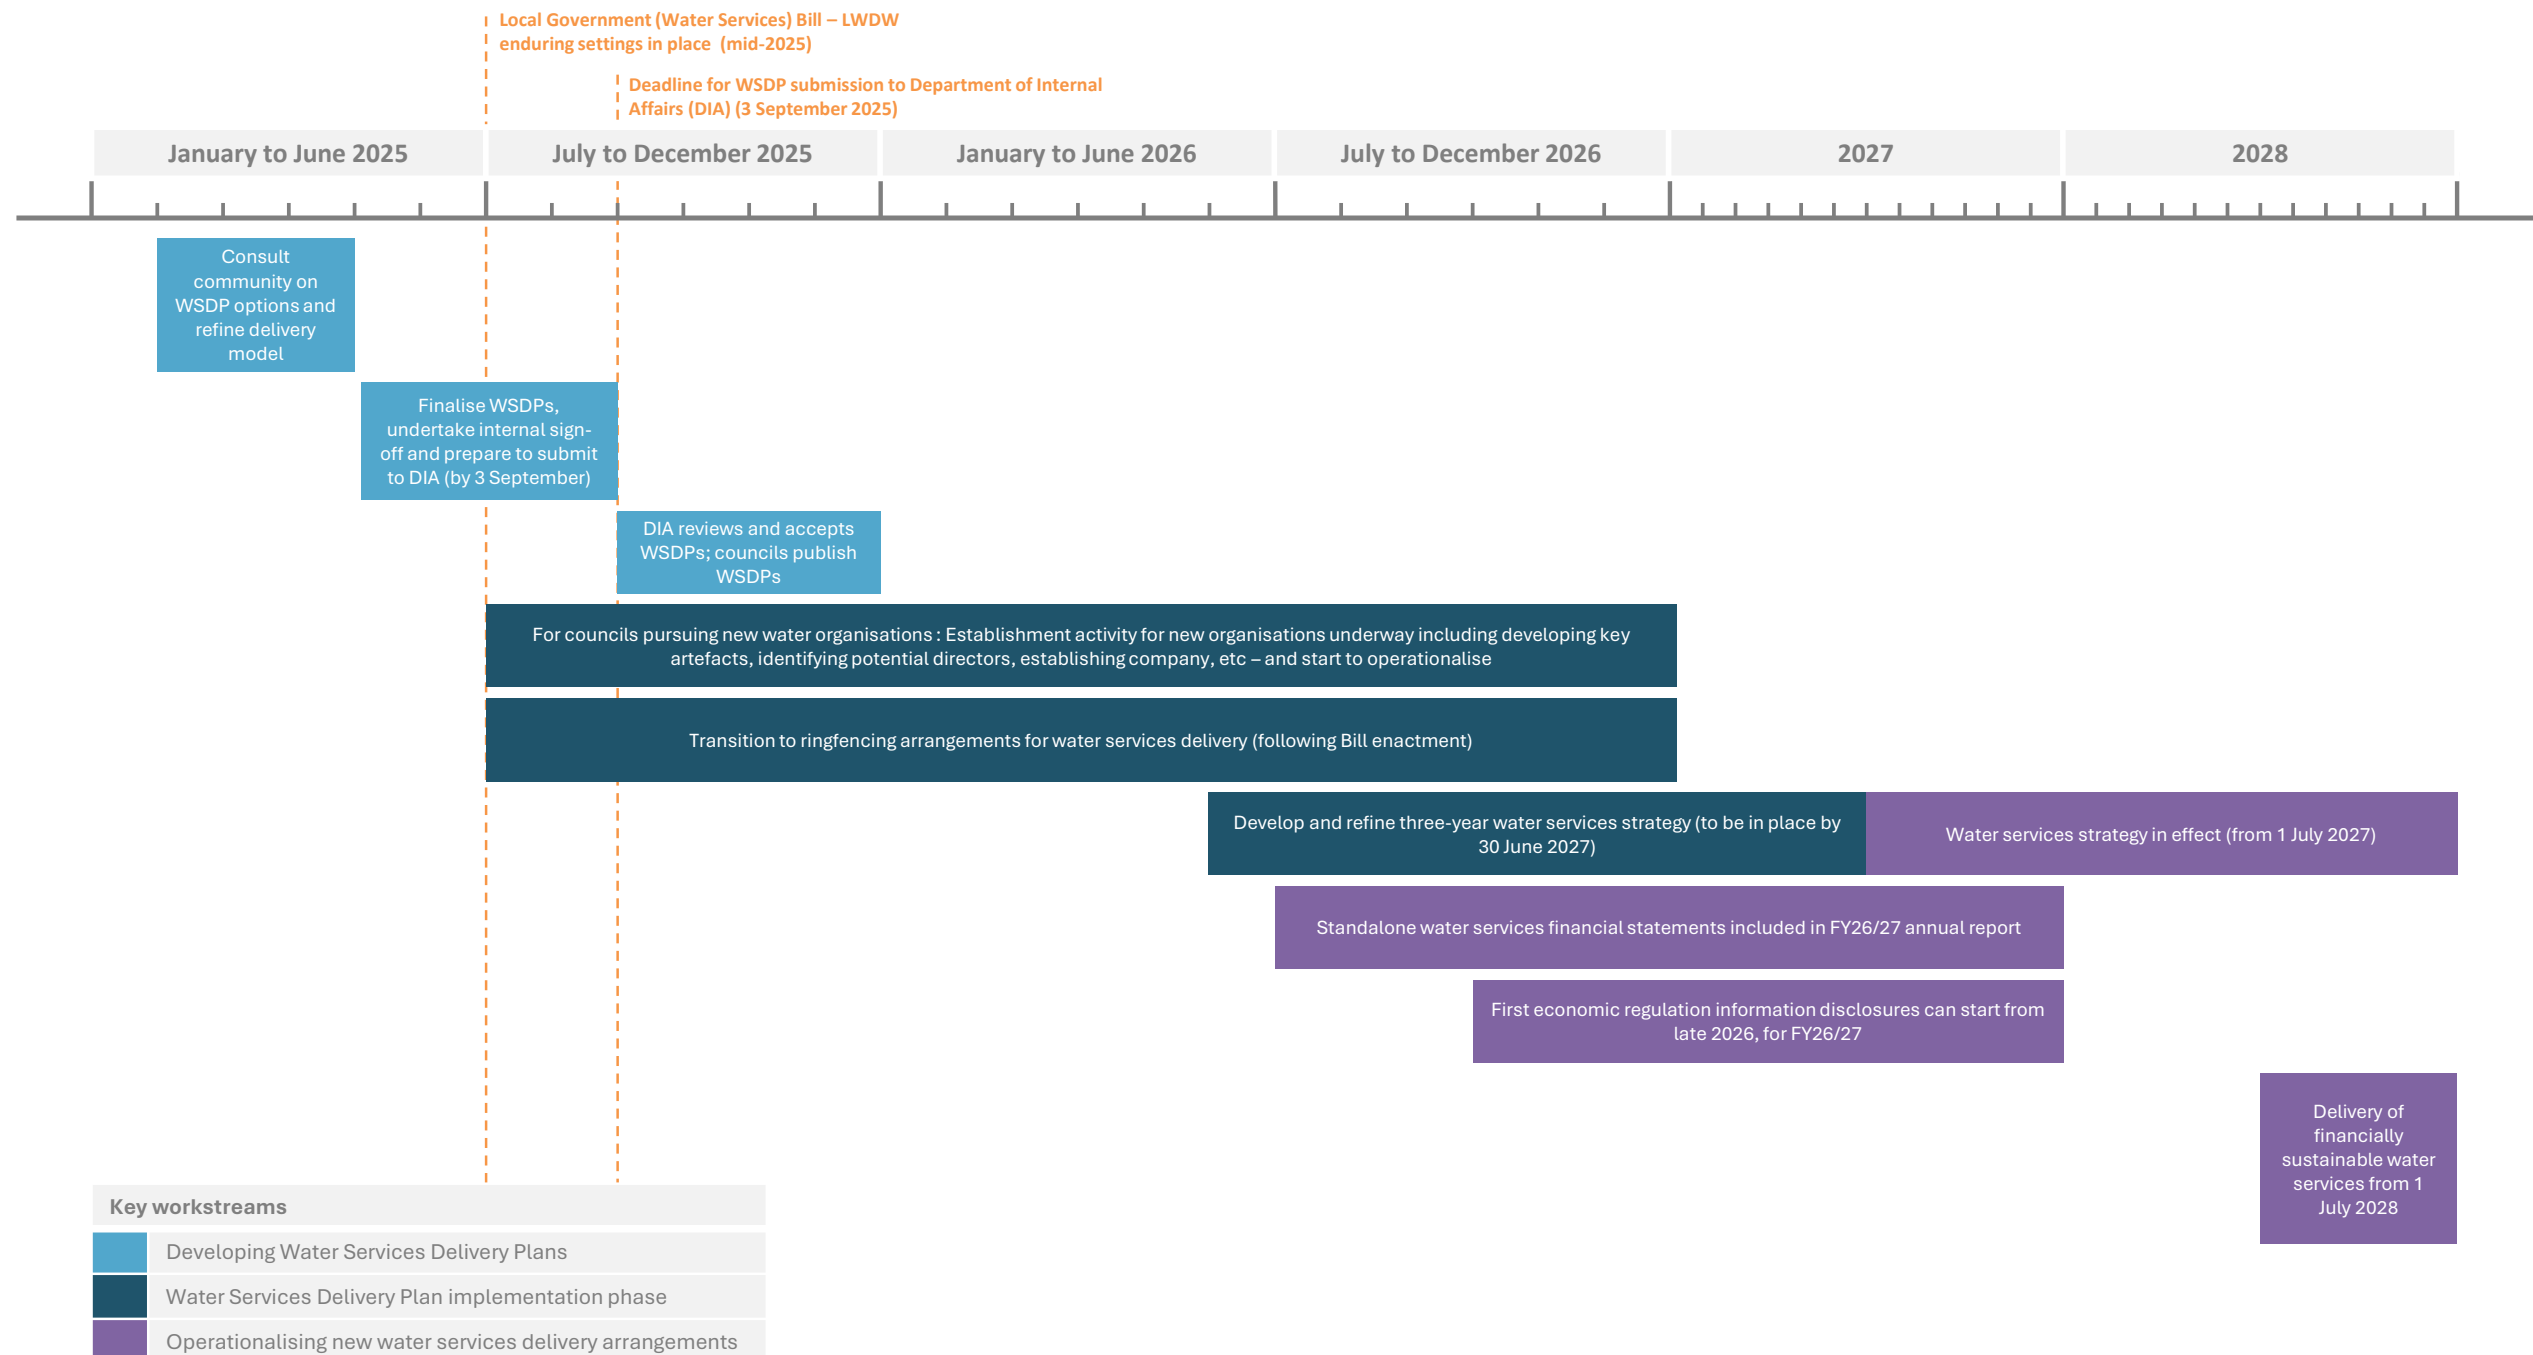 Local Government (Water Services) Bill – LWDW
enduring settings in place  (mid-2025)
Deadline for WSDP submission to Department of Internal
Affairs (DIA) (3 September 2025)
January to June 2025
July to December 2025
January to June 2026
July to December 2026
2027
2028
Consult
community on
WSDP options and
refine delivery
model
Finalise WSDPs,
undertake internal sign-
off and prepare to submit
to DIA (by 3 September)
DIA reviews and accepts
WSDPs; councils publish
WSDPs
For councils pursuing new water organisations : Establishment activity for new organisations underway including developing key
artefacts, identifying potential directors, establishing company, etc – and start to operationalise
Transition to ringfencing arrangements for water services delivery (following Bill enactment)
Develop and refine three-year water services strategy (to be in place by
30 June 2027)
Water services strategy in effect (from 1 July 2027)
Standalone water services financial statements included in FY26/27 annual report
First economic regulation information disclosures can start from
late 2026, for FY26/27
Delivery of
financially
sustainable water
services from 1
July 2028
Key workstreams
Developing Water Services Delivery Plans
Water Services Delivery Plan implementation phase
Operationalising new water services delivery arrangements